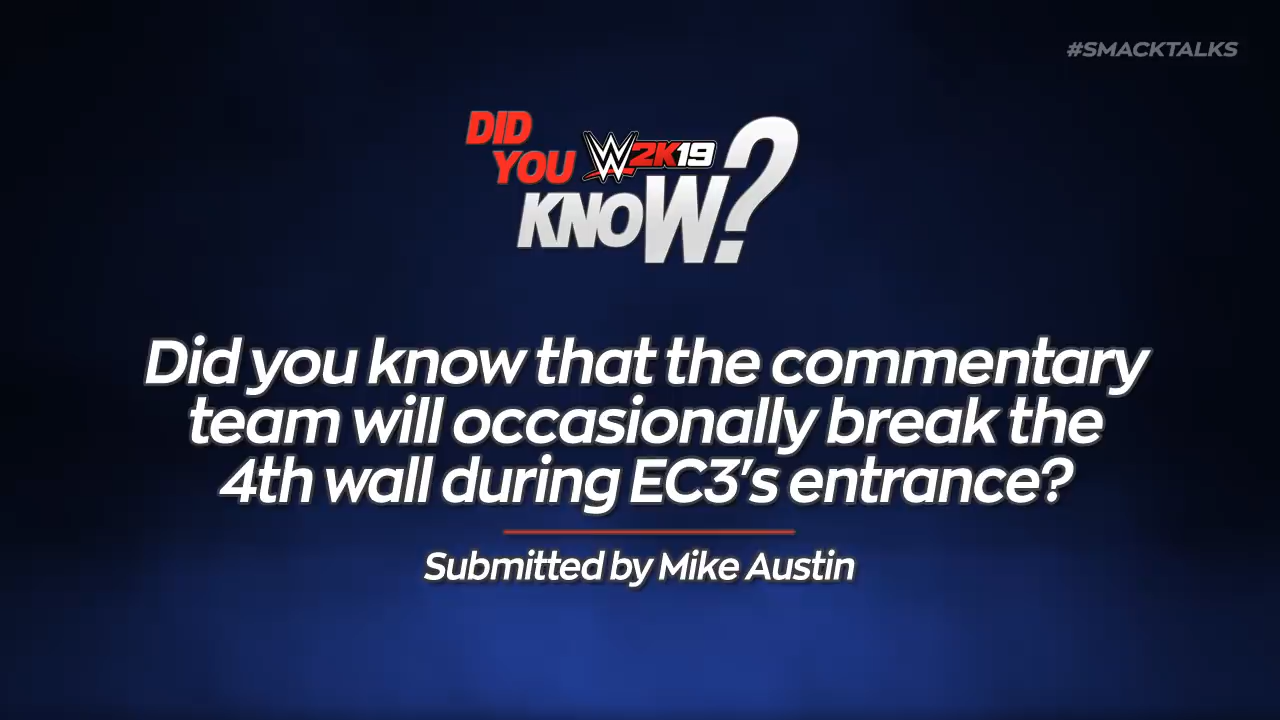 #SMACKTALKS
DID
YOU W 2K19
KNOW?
Did you know that the commentary
team will occasionally break the
4th wall during EC3's entrance?
Submitted by Mike Austin